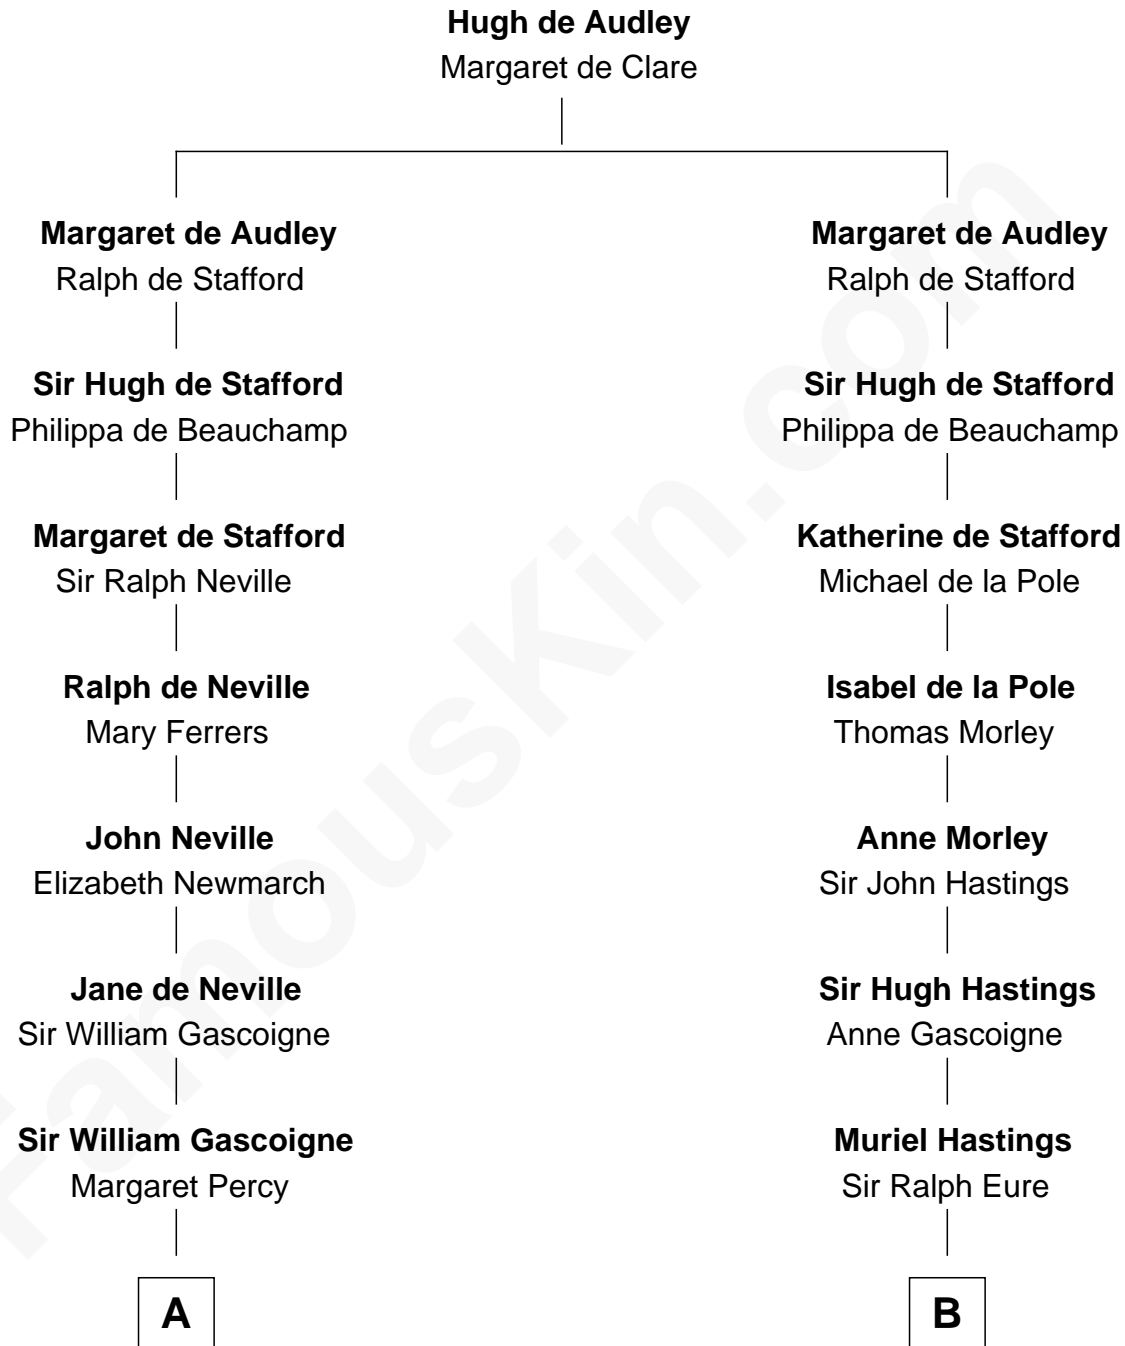 Hugh de Audley
Margaret de Clare
Margaret de Audley
Ralph de Stafford
Margaret de Audley
Ralph de Stafford
Sir Hugh de Stafford
Philippa de Beauchamp
Sir Hugh de Stafford
Philippa de Beauchamp
Margaret de Stafford
Sir Ralph Neville
Katherine de Stafford
Michael de la Pole
Ralph de Neville
Mary Ferrers
Isabel de la Pole
Thomas Morley
John Neville
Elizabeth Newmarch
Anne Morley
Sir John Hastings
Jane de Neville
Sir William Gascoigne
Sir Hugh Hastings
Anne Gascoigne
Sir William Gascoigne
Margaret Percy
Muriel Hastings
Sir Ralph Eure
A
B
FamousKin.com